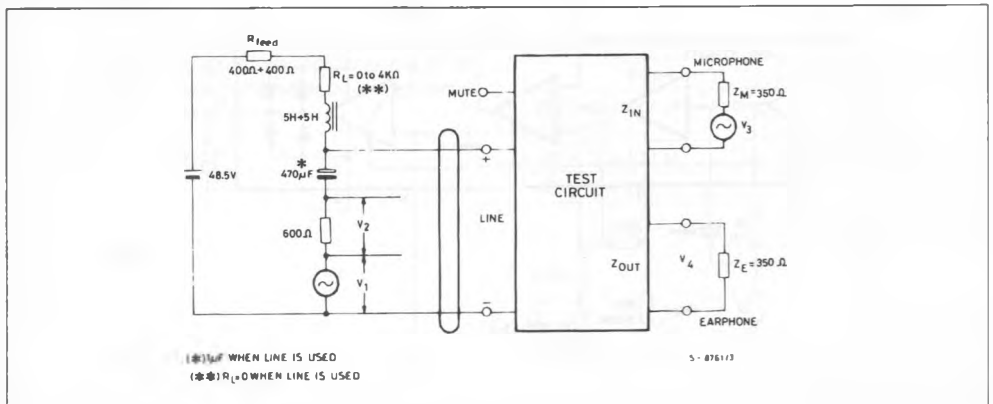 Rfeed
400Ω+400Ω
RL=0 to 4KΩ
(**)
5H+5H
*
470µF
48.5V
600Ω
V2
V1
MUTE
+
LINE
−
ZIN
TEST
CIRCUIT
ZOUT
MICROPHONE
ZM=350Ω
V3
V4
ZE=350Ω
EARPHONE
WHEN LINE IS USED
(**) RL=0 WHEN LINE IS USED